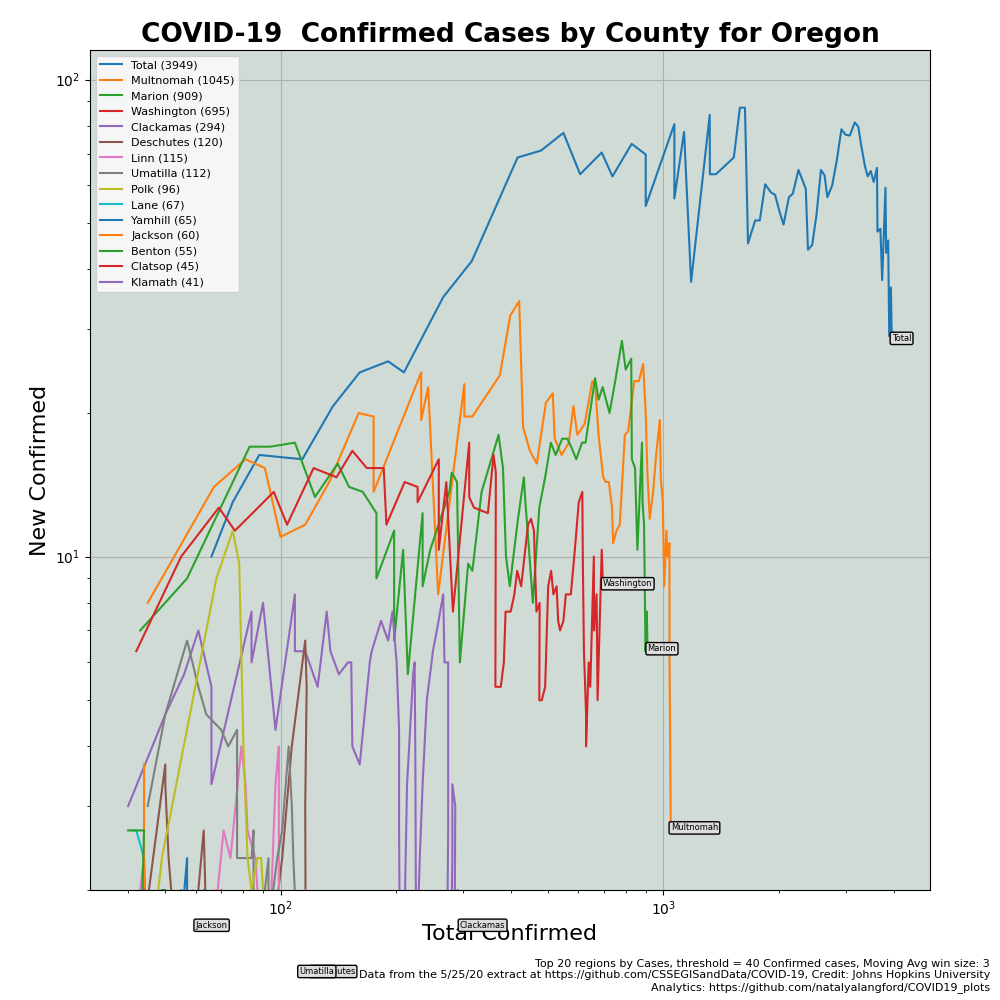 COVID-19  Confirmed Cases by County for Oregon
Total (3949)
Multnomah (1045)
Marion (909)
Washington (695)
Clackamas (294)
Deschutes (120)
Linn (115)
Umatilla (112)
Polk (96)
Lane (67)
Yamhill (65)
Jackson (60)
Benton (55)
Clatsop (45)
Klamath (41)
10²
10¹
New Confirmed
Total
Washington
Marion
Multnomah
10²
10³
Jackson
Clackamas
Total Confirmed
Umatilla utes
Top 20 regions by Cases, threshold = 40 Confirmed cases, Moving Avg win size: 3
Data from the 5/25/20 extract at https://github.com/CSSEGISandData/COVID-19, Credit: Johns Hopkins University
Analytics: https://github.com/natalyalangford/COVID19_plots